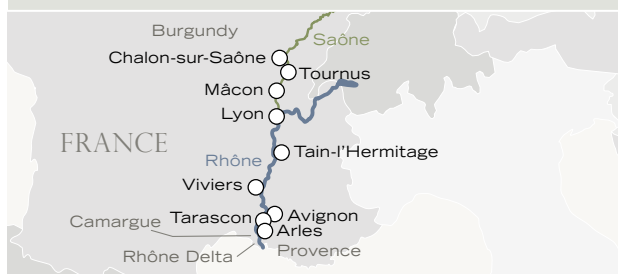 Burgundy
Saône
Chalon-sur-Saône
Tournus
Mâcon
Lyon
FRANCE
Tain-l'Hermitage
Rhône
Viviers
Avignon
Tarascon
Camargue
Arles
Provence
Rhône Delta